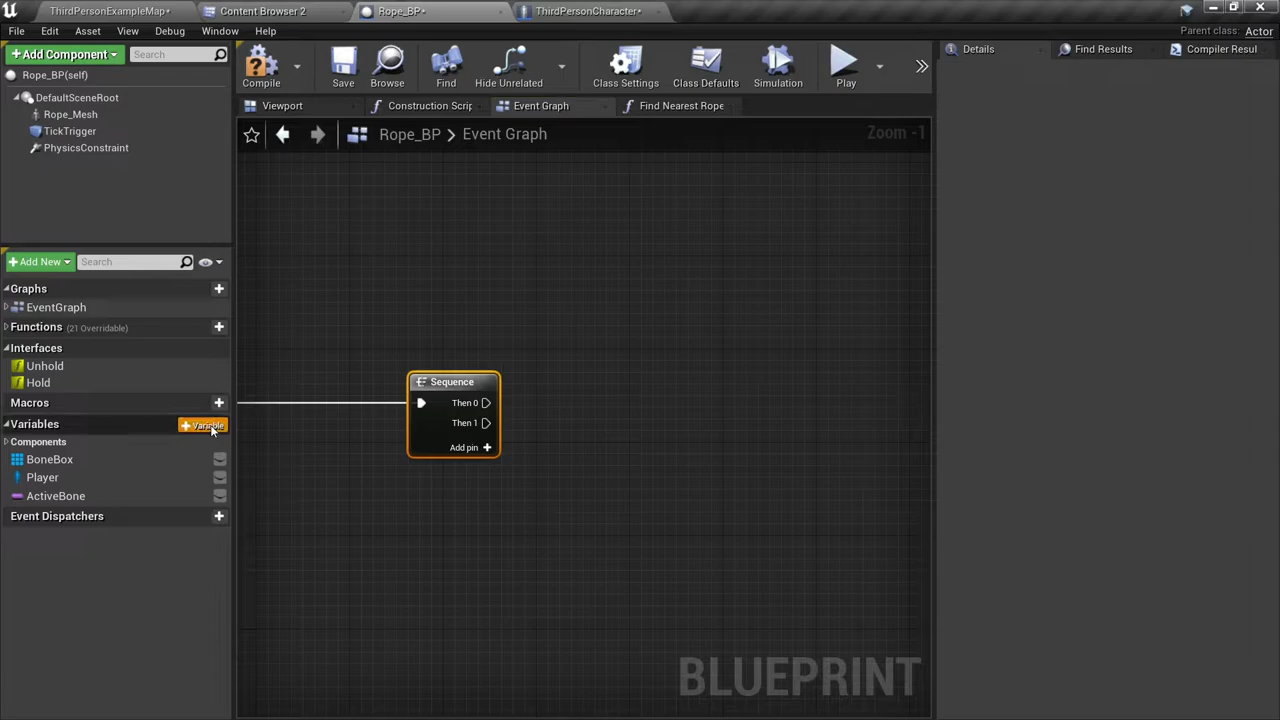 ThirdPersonExampleMap*
Content Browser 2
Rope_BP*
ThirdPersonCharacter*
File Edit Asset View Debug Window Help
Parent class: Actor
Add Component
Search
Rope_BP(self)
DefaultSceneRoot
Rope_Mesh
TickTrigger
PhysicsConstraint
Compile
Save
Browse
Find
Hide Unrelated
Class Settings
Class Defaults
Simulation
Play
Details
Find Results
Compiler Resul
Viewport
Construction Scrip
Event Graph
Find Nearest Rope
Rope_BP > Event Graph
Zoom -1
Add New
Search
Graphs
EventGraph
Functions (21 Overridable)
Interfaces
Unhold
Hold
Macros
Variables
Variable
Components
BoneBox
Player
ActiveBone
Event Dispatchers
Sequence
Then 0
Then 1
Add pin
BLUEPRINT